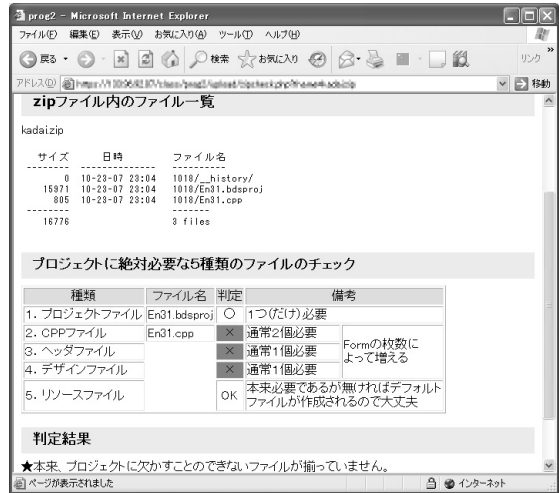 prog2 - Microsoft Internet Explorer
ファイル(F) 編集(E) 表示(V) お気に入り(A) ツール(T) ヘルプ(H)
戻る 検索 お気に入り リンク
アドレス(D) 移動
zipファイル内のファイル一覧
kadai.zip
サイズ 日時 ファイル名
-------- ----------- -------
0 10-23-07 23:04 1018/__history/
15971 10-23-07 23:04 1018/En31.bdsproj
805 10-23-07 23:04 1018/En31.cpp
-------- -------
16776 3 files
プロジェクトに絶対必要な5種類のファイルのチェック
種類 ファイル名 判定 備考
1. プロジェクトファイル En31.bdsproj ○ 1つ(だけ)必要
2. CPPファイル En31.cpp × 通常2個必要
3. ヘッダファイル × 通常1個必要
4. デザインファイル × 通常1個必要
Formの枚数に
よって増える
5. リソースファイル OK 本来必要であるが無ければデフォルト
ファイルが作成されるので大丈夫
判定結果
★本来、プロジェクトに欠かすことのできないファイルが揃っていません。
ページが表示されました インターネット